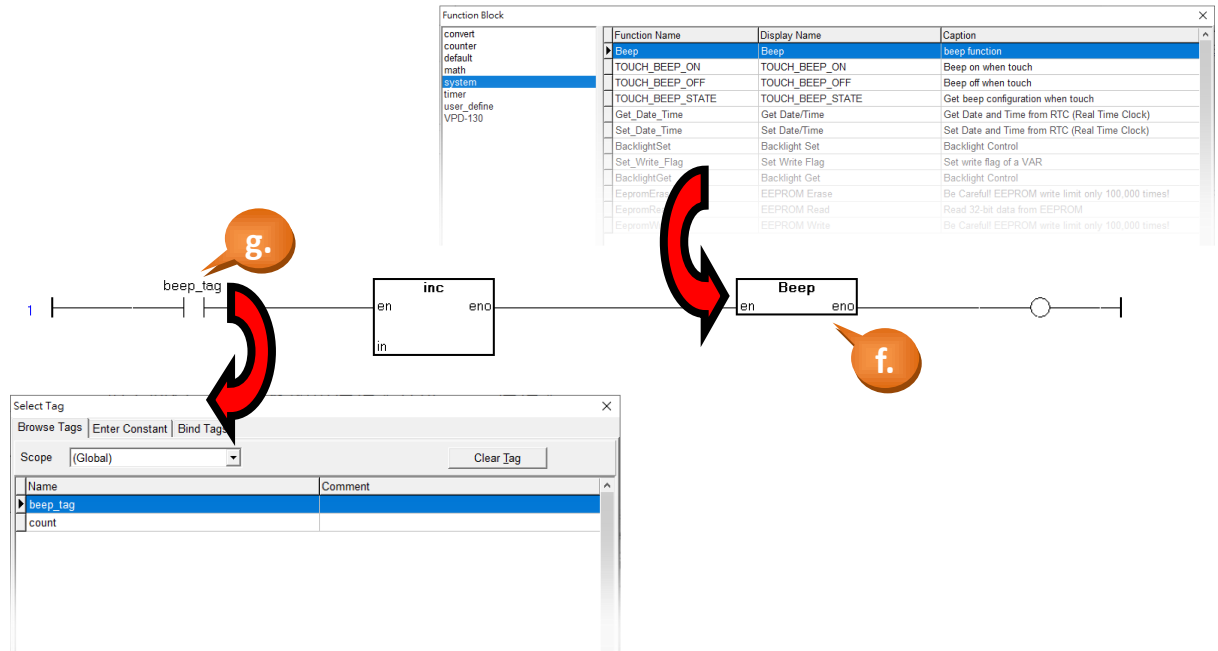 Function Block
convert
counter
default
math
system
timer
user_define
VPD-130
Function Name Display Name Caption
Beep Beep beep function
TOUCH_BEEP_ON TOUCH_BEEP_ON Beep on when touch
TOUCH_BEEP_OFF TOUCH_BEEP_OFF Beep off when touch
TOUCH_BEEP_STATE TOUCH_BEEP_STATE Get beep configuration when touch
Get_Date_Time Get Date/Time Get Date and Time from RTC (Real Time Clock)
Set_Date_Time Set Date/Time Set Date and Time from RTC (Real Time Clock)
BacklightSet Backlight Set Backlight Control
Set_Write_Flag Set Write Flag Set write flag of a VAR
BacklightGet Backlight Get Backlight Control
EEPROM Erase Be Careful! EEPROM write limit only 100,000 times!
EEPROM Read Read 32-bit data from EEPROM
EEPROM Write Be Careful! EEPROM write limit only 100,000 times!
g.
beep_tag
1
inc
en eno
in
Beep
en eno
f.
Select Tag
Browse Tags Enter Constant Bind Tags
Scope (Global) Clear Tag
Name Comment
beep_tag
count